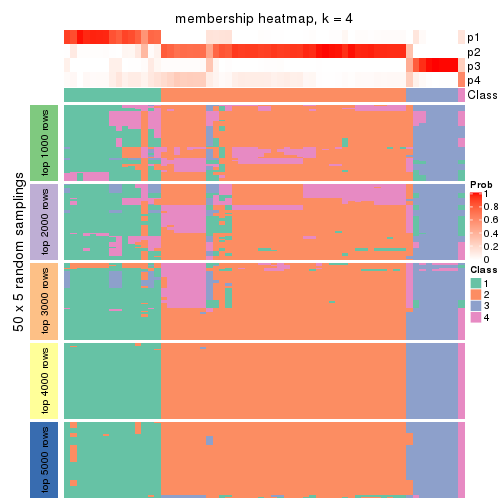 membership heatmap, k = 4
p1
p2
p3
p4
Class
50 x 5 random samplings
top 1000 rows
top 2000 rows
top 3000 rows
top 4000 rows
top 5000 rows
Prob
1
0.8
0.6
0.4
0.2
0
Class
1
2
3
4